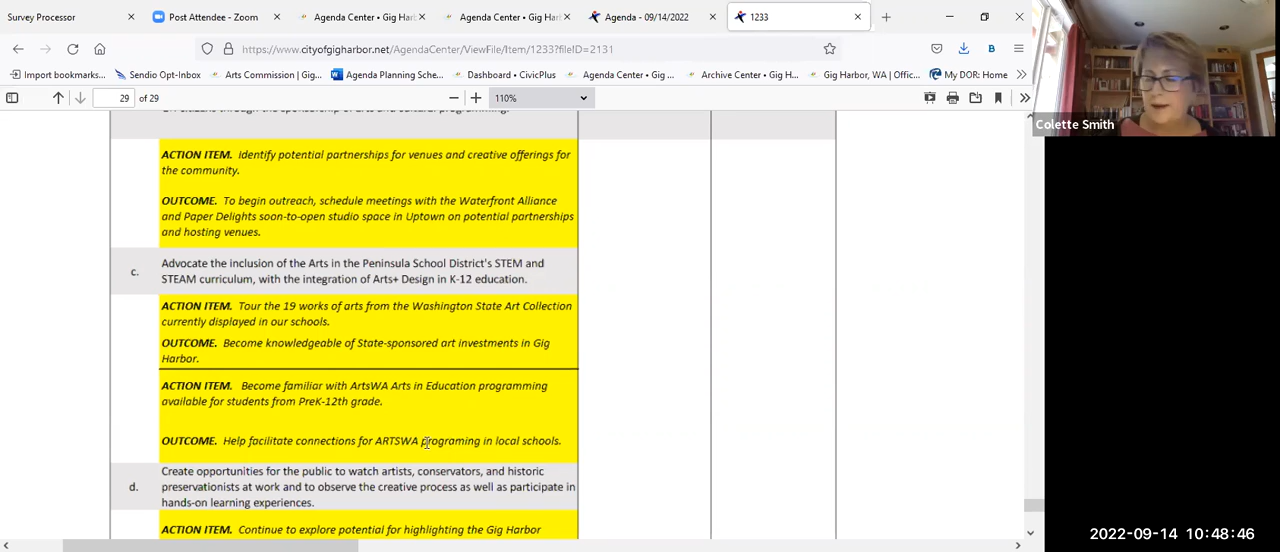 Survey Processor
Post Attendee - Zoom
Agenda Center • Gig Har
Agenda Center • Gig Har
Agenda - 09/14/2022
1233
https://www.cityofgigharbor.net/AgendaCenter/ViewFile/Item/1233?fileID=2131
Import bookmarks...
Sendio Opt-Inbox
Arts Commission | Gig...
Agenda Planning Sche...
Dashboard • CivicPlus
Agenda Center • Gig ...
Archive Center • Gig ...
Gig Harbor, WA | Offic...
My DOR: Home
29 of 29
110%
Colette Smith
citizens through the sponsorship of arts and cultural programming.
ACTION ITEM. Identify potential partnerships for venues and creative offerings for
the community.
OUTCOME. To begin outreach, schedule meetings with the Waterfront Alliance
and Paper Delights soon-to-open studio space in Uptown on potential partnerships
and hosting venues.
c. Advocate the inclusion of the Arts in the Peninsula School District's STEM and
STEAM curriculum, with the integration of Arts+ Design in K-12 education.
ACTION ITEM. Tour the 19 works of arts from the Washington State Art Collection
currently displayed in our schools.
OUTCOME. Become knowledgeable of State-sponsored art investments in Gig
Harbor.
ACTION ITEM. Become familiar with ArtsWA Arts in Education programming
available for students from PreK-12th grade.
OUTCOME. Help facilitate connections for ARTSWA programing in local schools.
d. Create opportunities for the public to watch artists, conservators, and historic
preservationists at work and to observe the creative process as well as participate in
hands-on learning experiences.
ACTION ITEM. Continue to explore potential for highlighting the Gig Harbor
2022-09-14 10:48:46